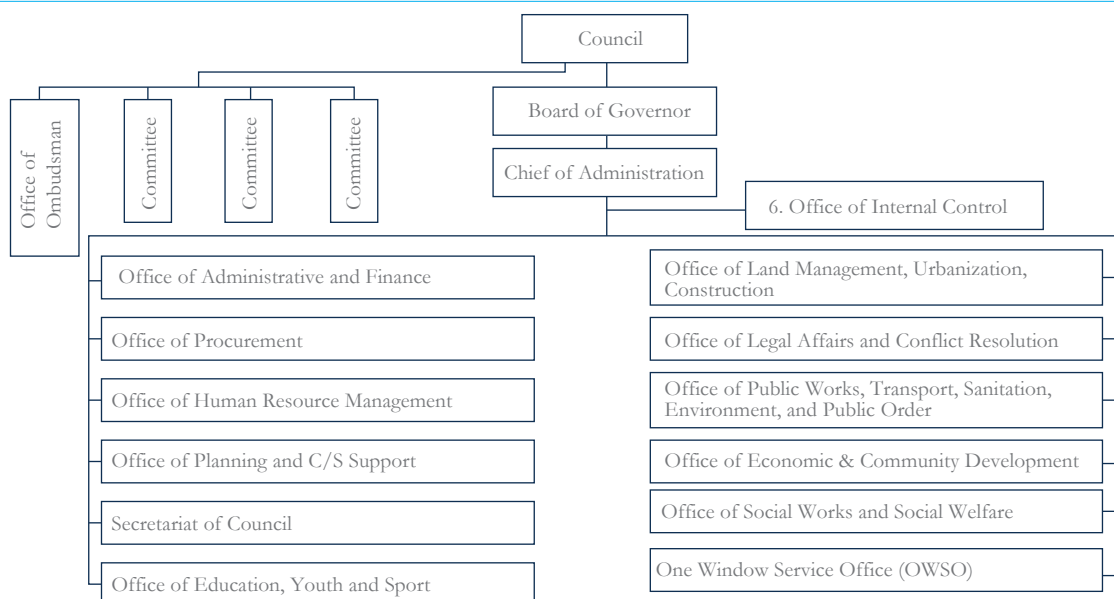 Council
Board of Governor
Chief of Administration
Office of
Ombudsman
Committee
Committee
Committee
6. Office of Internal Control
Office of Administrative and Finance
Office of Procurement
Office of Human Resource Management
Office of Planning and C/S Support
Secretariat of Council
Office of Education, Youth and Sport
Office of Land Management, Urbanization,
Construction
Office of Legal Affairs and Conflict Resolution
Office of Public Works, Transport, Sanitation,
Environment, and Public Order
Office of Economic & Community Development
Office of Social Works and Social Welfare
One Window Service Office (OWSO)